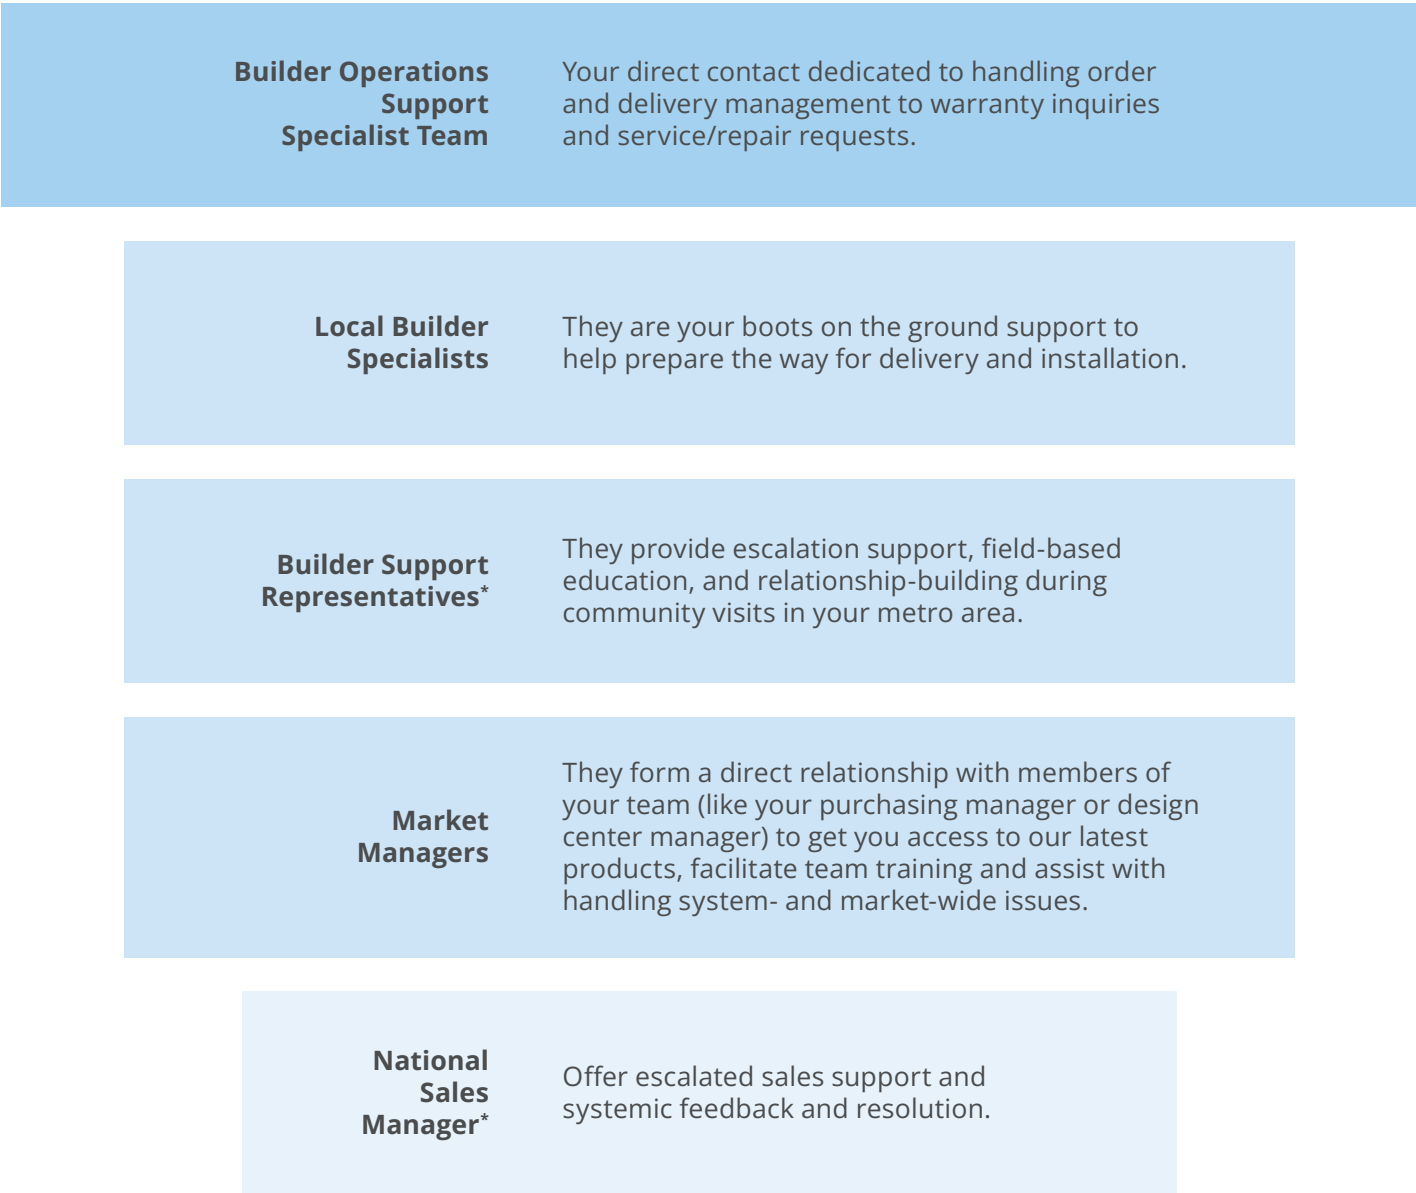 Builder Operations
Support
Specialist Team
Your direct contact dedicated to handling order
and delivery management to warranty inquiries
and service/repair requests.
Local Builder
Specialists
They are your boots on the ground support to
help prepare the way for delivery and installation.
Builder Support
Representatives*
They provide escalation support, field-based
education, and relationship-building during
community visits in your metro area.
Market
Managers
They form a direct relationship with members of
your team (like your purchasing manager or design
center manager) to get you access to our latest
products, facilitate team training and assist with
handling system- and market-wide issues.
National
Sales
Manager*
Offer escalated sales support and
systemic feedback and resolution.